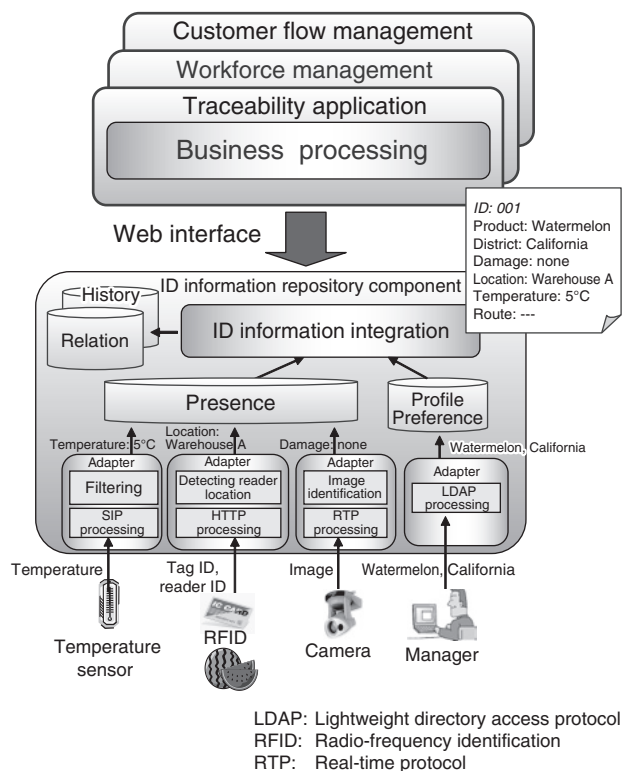 Customer flow management
Workforce management
Traceability application
Business processing
Web interface
ID: 001
Product: Watermelon
District: California
Damage: none
Location: Warehouse A
Temperature: 5°C
Route: ---
ID information repository component
History
Relation
ID information integration
Presence
Profile
Preference
Temperature: 5°C
Location:
Warehouse A
Damage: none
Watermelon, California
Adapter
Filtering
SIP
processing
Adapter
Detecting reader
location
HTTP
processing
Adapter
Image
identification
RTP
processing
Adapter
LDAP
processing
Temperature
Tag ID,
reader ID
Image
Watermelon, California
IC CARD
Temperature
sensor
RFID
Camera
Manager
LDAP: Lightweight directory access protocol
RFID: Radio-frequency identification
RTP: Real-time protocol